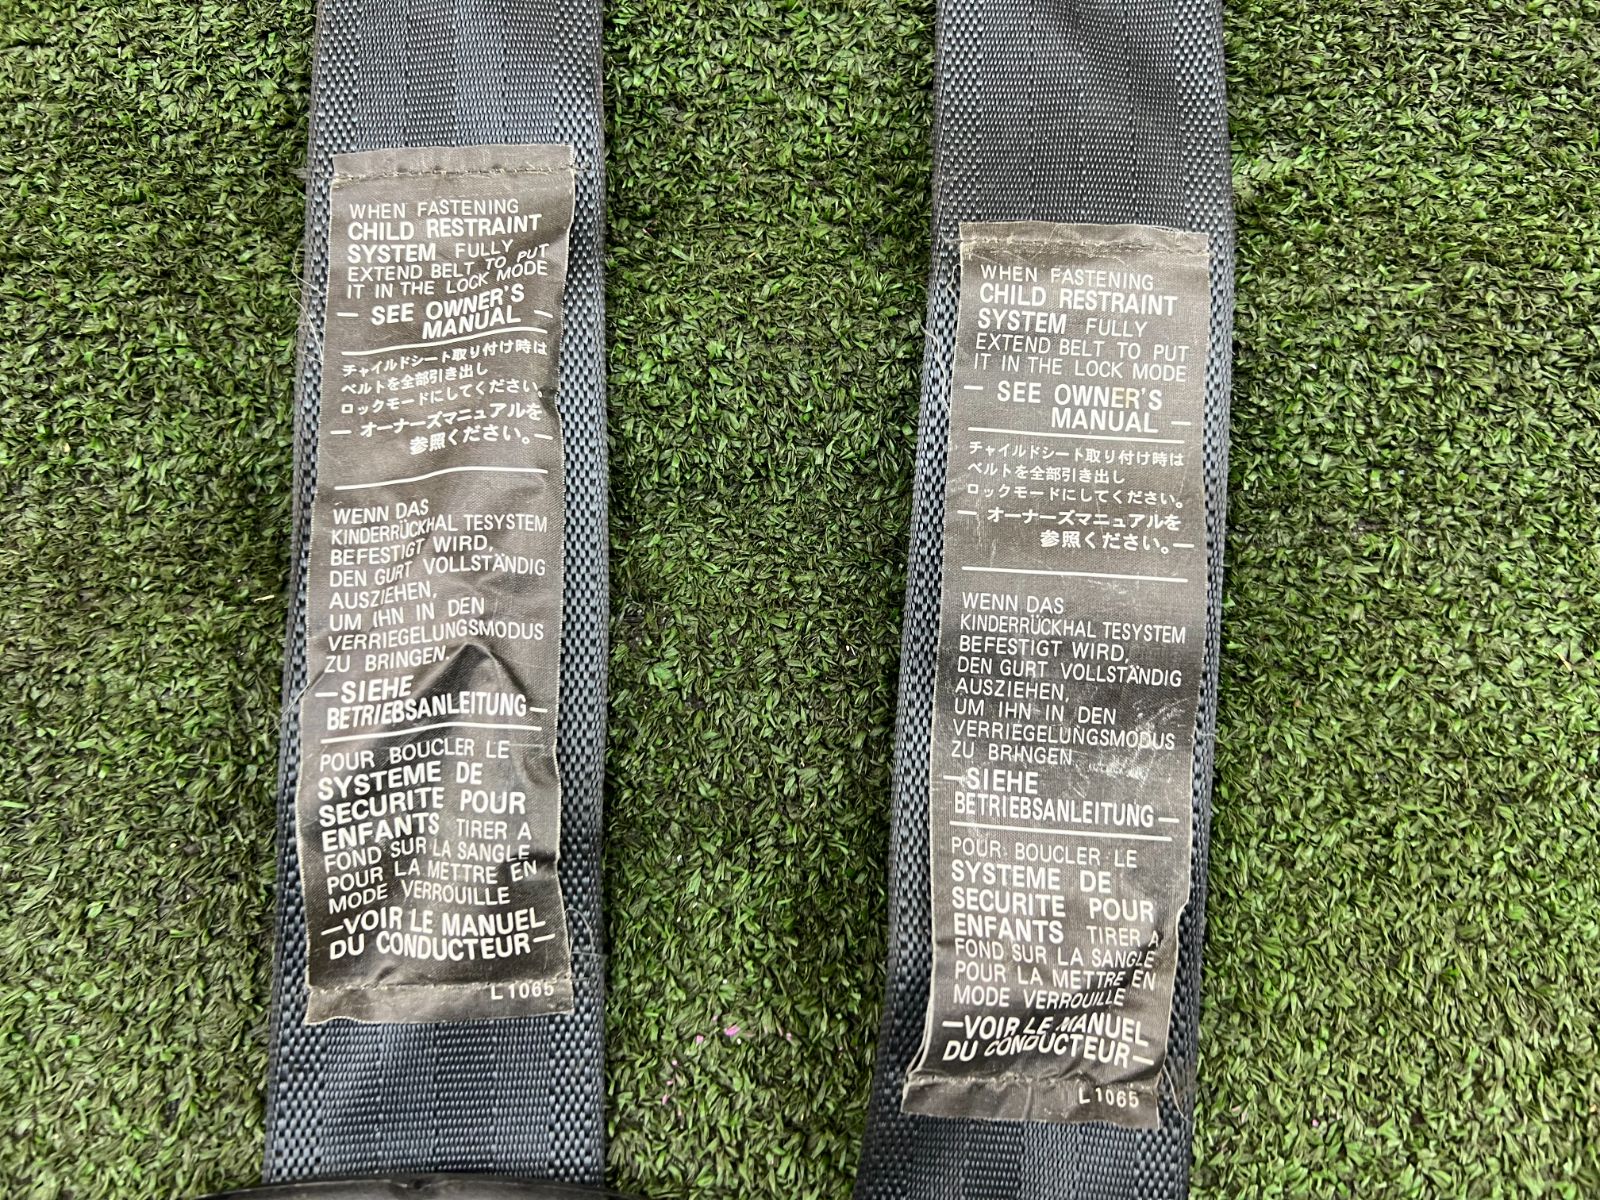 WHEN FASTENING
CHILD RESTRAINT
SYSTEM FULLY
EXTEND BELT TO PUT
IT IN THE LOCK MODE
— SEE OWNER'S
MANUAL —
チャイルドシート取り付け時は
ベルトを全部引き出し
ロックモードにしてください。
— オーナーズマニュアルを
参照ください。—
WENN DAS
KINDERRÜCKHAL TESYSTEM
BEFESTIGT WIRD,
DEN GURT VOLLSTÄNDIG
AUSZIEHEN,
UM IHN IN DEN
VERRIEGELUNGSMODUS
ZU BRINGEN.
—SIEHE
BETRIEBSANLEITUNG—
POUR BOUCLER LE
SYSTEME DE
SECURITE POUR
ENFANTS TIRER A
FOND SUR LA SANGLE
POUR LA METTRE EN
MODE VERROUILLE
—VOIR LE MANUEL
DU CONDUCTEUR—
L1065
WHEN FASTENING
CHILD RESTRAINT
SYSTEM FULLY
EXTEND BELT TO PUT
IT IN THE LOCK MODE
— SEE OWNER'S
MANUAL —
チャイルドシート取り付け時は
ベルトを全部引き出し
ロックモードにしてください。
— オーナーズマニュアルを
参照ください。—
WENN DAS
KINDERRÜCKHAL TESYSTEM
BEFESTIGT WIRD,
DEN GURT VOLLSTÄNDIG
AUSZIEHEN,
UM IHN IN DEN
VERRIEGELUNGSMODUS
ZU BRINGEN.
—SIEHE
BETRIEBSANLEITUNG—
POUR BOUCLER LE
SYSTEME DE
SECURITE POUR
ENFANTS TIRER A
FOND SUR LA SANGLE
POUR LA METTRE EN
MODE VERROUILLE
—VOIR LE MANUEL
DU CONDUCTEUR—
L1065